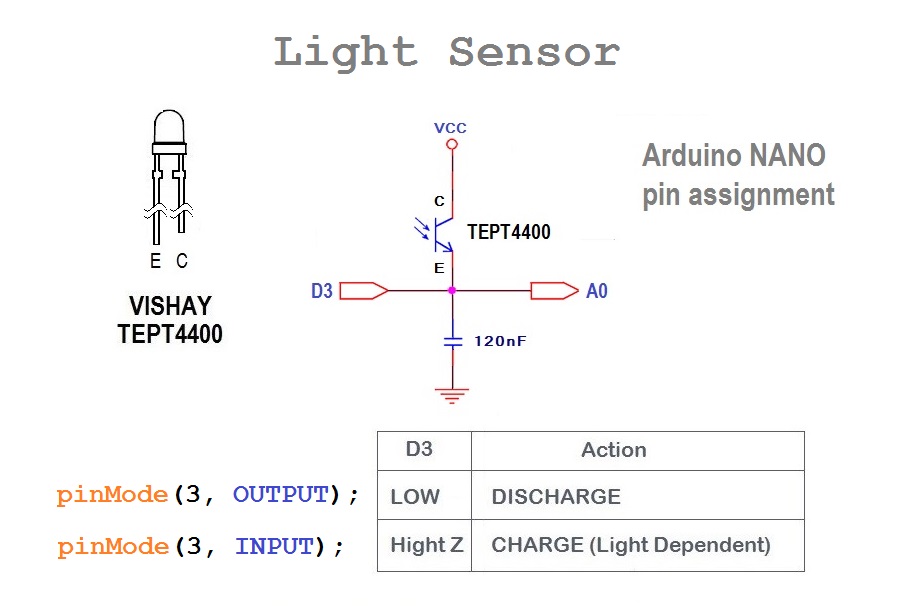 Light Sensor
VCC
Arduino NANO
pin assignment
C
TEPT4400
E C
E
D3
A0
VISHAY
TEPT4400
120nF
D3 Action
pinMode(3, OUTPUT); LOW DISCHARGE
pinMode(3, INPUT); Hight Z CHARGE (Light Dependent)